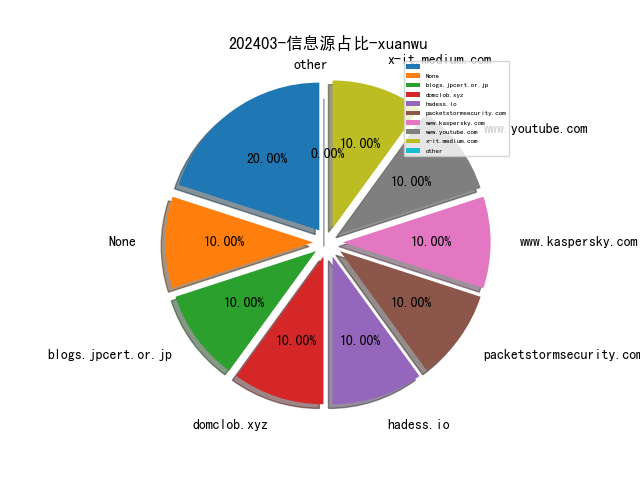 202403-信息源占比-xuanwu
other
x-it.medium.com
None
blogs.jpcert.or.jp
domclob.xyz
hadess.io
packetstormsecurity.com
www.kaspersky.com
www.youtube.com
x-it.medium.com
other
www.youtube.com
20.00%
0.00%
10.00%
10.00%
None
10.00%
10.00%
www.kaspersky.com
10.00%
10.00%
10.00%
10.00%
blogs.jpcert.or.jp
packetstormsecurity.com
domclob.xyz
hadess.io